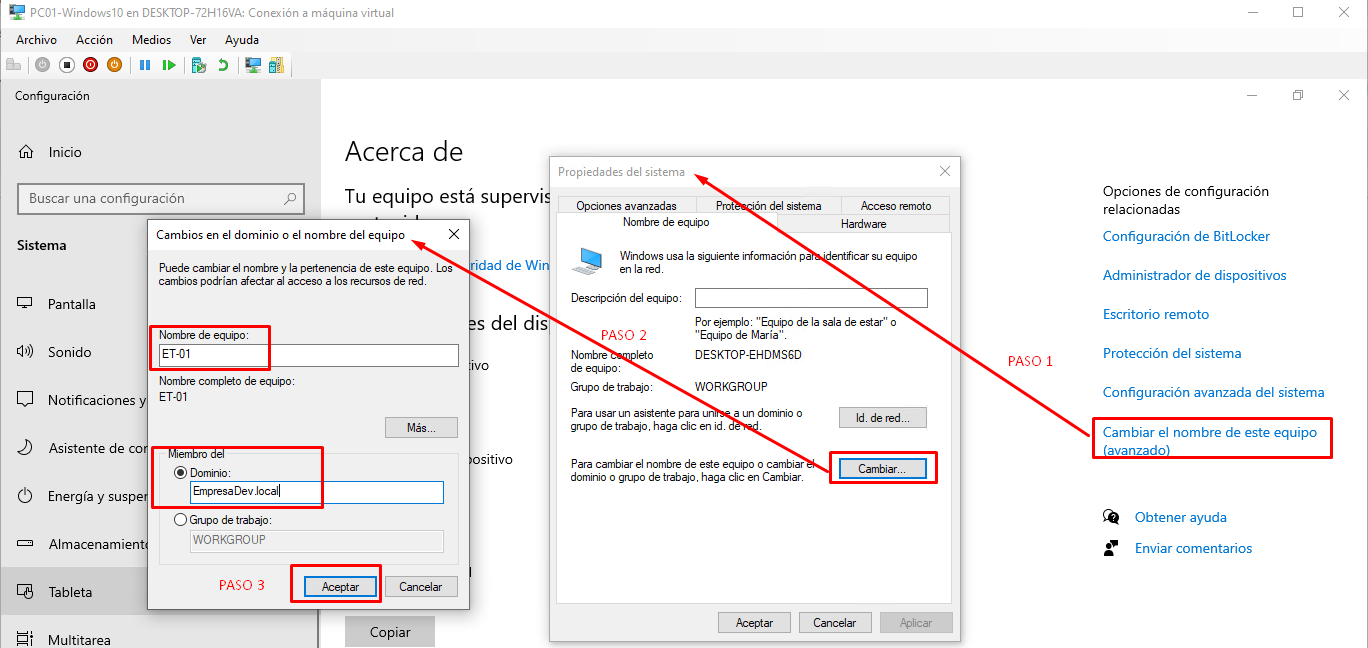 PC01-Windows10 en DESKTOP-72H16VA: Conexión a máquina virtual
Archivo Acción Medios Ver Ayuda
Configuración
Inicio
Buscar una configuración
Sistema
Pantalla
Sonido
Notificaciones y
Asistente de cor
Energía y susper
Almacenamiento
Tableta
Multitarea
Acerca de
Tu equipo está supervis
ridad de Win
es del dis
tivo
positivo
Copiar
Cambios en el dominio o el nombre del equipo
Puede cambiar el nombre y la pertenencia de este equipo. Los
cambios podrían afectar al acceso a los recursos de red.
Nombre de equipo:
ET-01
Nombre completo de equipo:
ET-01
Más...
Miembro del
Dominio:
EmpresaDev.local
Grupo de trabajo:
WORKGROUP
PASO 3
Aceptar
Cancelar
Propiedades del sistema
Opciones avanzadas Protección del sistema Acceso remoto
Nombre de equipo Hardware
Windows usa la siguiente información para identificar su equipo
en la red.
Descripción del equipo:
Por ejemplo: "Equipo de la sala de estar" o
"Equipo de María".
PASO 2
Nombre completo
de equipo:
DESKTOP-EHDMS6D
Grupo de trabajo:
WORKGROUP
Para usar un asistente para unirse a un dominio o
grupo de trabajo, haga clic en id. de red.
Id. de red...
Para cambiar el nombre de este equipo o cambiar el
dominio o grupo de trabajo, haga clic en Cambiar.
Cambiar...
Aceptar
Cancelar
Aplicar
PASO 1
Opciones de configuración
relacionadas
Configuración de BitLocker
Administrador de dispositivos
Escritorio remoto
Protección del sistema
Configuración avanzada del sistema
Cambiar el nombre de este equipo
(avanzado)
Obtener ayuda
Enviar comentarios